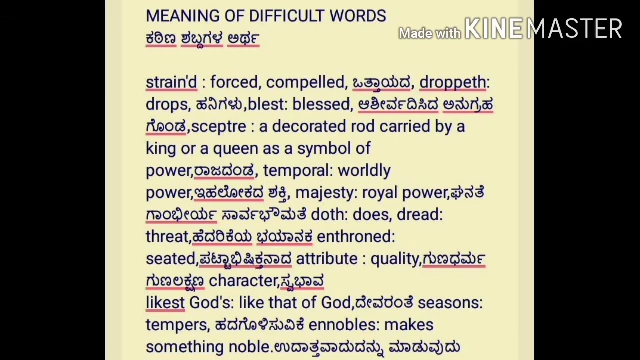 MEANING OF DIFFICULT WORDS
ಕಠಿಣ ಶಬ್ದಗಳ ಅರ್ಥ
Made with KINEMASTER
strain'd : forced, compelled, ಒತ್ತಾಯದ, droppeth:
drops, ಹನಿಗಳು,blest: blessed, ಆಶೀರ್ವದಿಸಿದ ಅನುಗ್ರಹ
ಗೊಂಡ,sceptre : a decorated rod carried by a
king or a queen as a symbol of
power,ರಾಜದಂಡ, temporal: worldly
power,ಇಹಲೋಕದ ಶಕ್ತಿ, majesty: royal power,ಘನತೆ
ಗಾಂಭೀರ್ಯ ಸಾರ್ವಭೌಮತೆ doth: does, dread:
threat,ಹೆದರಿಕೆಯ ಭಯಾನಕ enthroned:
seated,ಪಟ್ಟಾಭಿಷಿಕ್ತನಾದ attribute : quality,ಗುಣಧರ್ಮ
ಗುಣಲಕ್ಷಣ character,ಸ್ವಭಾವ
likest God's: like that of God,ದೇವರಂತೆ seasons:
tempers, ಹದಗೊಳಿಸುವಿಕೆ ennobles: makes
something noble.ಉದಾತ್ತವಾದುದನ್ನು ಮಾಡುವುದು